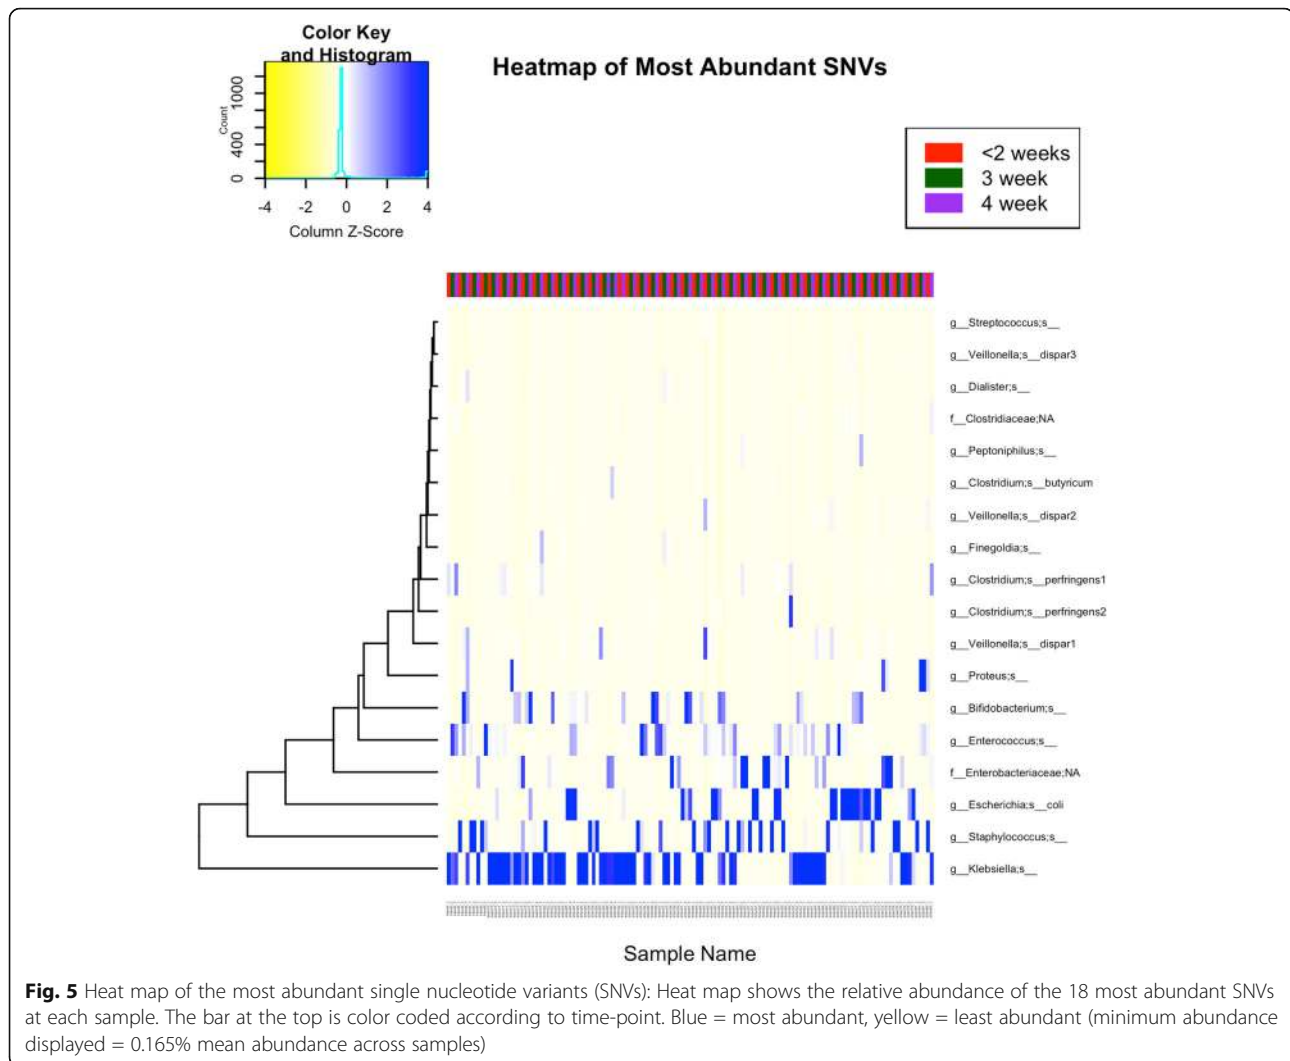 Color Key
and Histogram
Heatmap of Most Abundant SNVs
Count
0 400 1000
-4 -2 0 2 4
Column Z-Score
<2 weeks
3 week
4 week
g__Streptococcus;s__
g__Veillonella;s__dispar3
g__Dialister;s__
f__Clostridiaceae;NA
g__Peptoniphilus;s__
g__Clostridium;s__butyricum
g__Veillonella;s__dispar2
g__Finegoldia;s__
g__Clostridium;s__perfringens1
g__Clostridium;s__perfringens2
g__Veillonella;s__dispar1
g__Proteus;s__
g__Bifidobacterium;s__
g__Enterococcus;s__
f__Enterobacteriaceae;NA
g__Escherichia;s__coli
g__Staphylococcus;s__
g__Klebsiella;s__
Sample Name
Fig. 5 Heat map of the most abundant single nucleotide variants (SNVs): Heat map shows the relative abundance of the 18 most abundant SNVs
at each sample. The bar at the top is color coded according to time-point. Blue = most abundant, yellow = least abundant (minimum abundance
displayed = 0.165% mean abundance across samples)